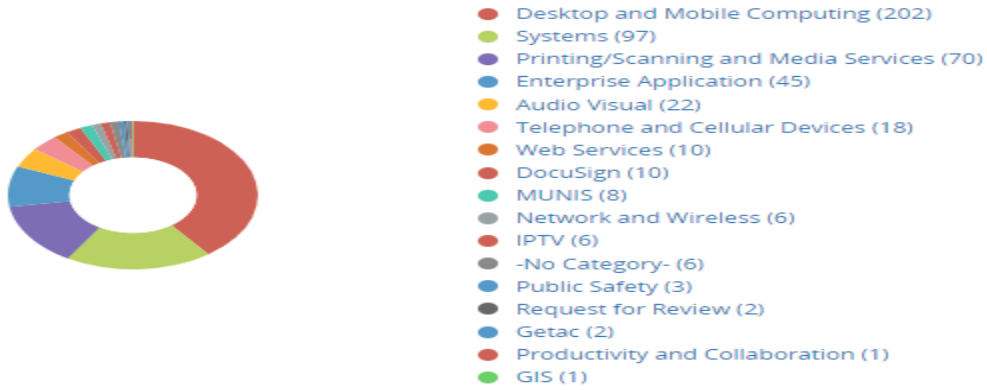 Desktop and Mobile Computing (202)
Systems (97)
Printing/Scanning and Media Services (70)
Enterprise Application (45)
Audio Visual (22)
Telephone and Cellular Devices (18)
Web Services (10)
DocuSign (10)
MUNIS (8)
Network and Wireless (6)
IPTV (6)
-No Category- (6)
Public Safety (3)
Request for Review (2)
Getac (2)
Productivity and Collaboration (1)
GIS (1)